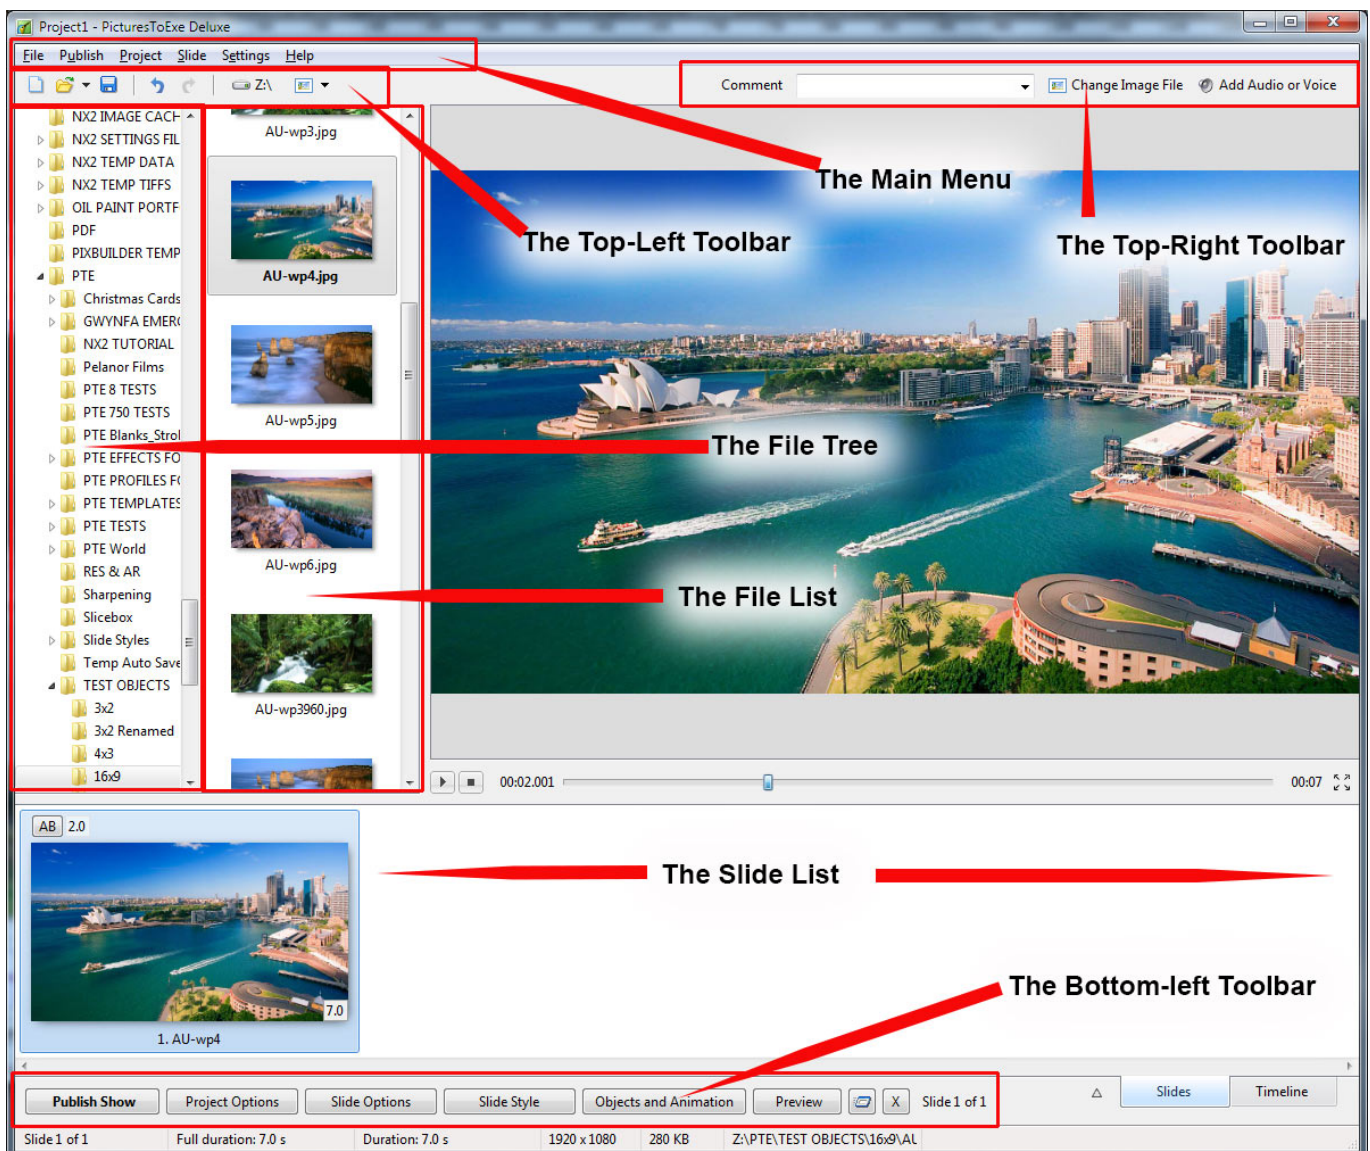 Project1 - PicturesToExe Deluxe
File Publish Project Slide Settings Help
Z:\
Comment
Change Image File
Add Audio or Voice
NX2 IMAGE CACH
NX2 SETTINGS FIL
NX2 TEMP DATA
NX2 TEMP TIFFS
OIL PAINT PORTF
PDF
PIXBUILDER TEMP
PTE
Christmas Cards
GWYNFA EMERG
NX2 TUTORIAL
Pelanor Films
PTE 8 TESTS
PTE 750 TESTS
PTE Blanks_Strol
PTE EFFECTS FO
PTE PROFILES FO
PTE TEMPLATES
PTE TESTS
PTE World
RES & AR
Sharpening
Slicebox
Slide Styles
Temp Auto Save
TEST OBJECTS
3x2
3x2 Renamed
4x3
16x9
AU-wp3.jpg
AU-wp4.jpg
AU-wp5.jpg
AU-wp6.jpg
AU-wp3960.jpg
The Main Menu
The Top-Left Toolbar
The Top-Right Toolbar
The File Tree
The File List
00:02.001
00:07
AB 2.0
7.0
1. AU-wp4
The Slide List
The Bottom-left Toolbar
Publish Show
Project Options
Slide Options
Slide Style
Objects and Animation
Preview
X
Slide 1 of 1
Slides
Timeline
Slide 1 of 1
Full duration: 7.0 s
Duration: 7.0 s
1920 x 1080
280 KB
Z:\PTE\TEST OBJECTS\16x9\AU